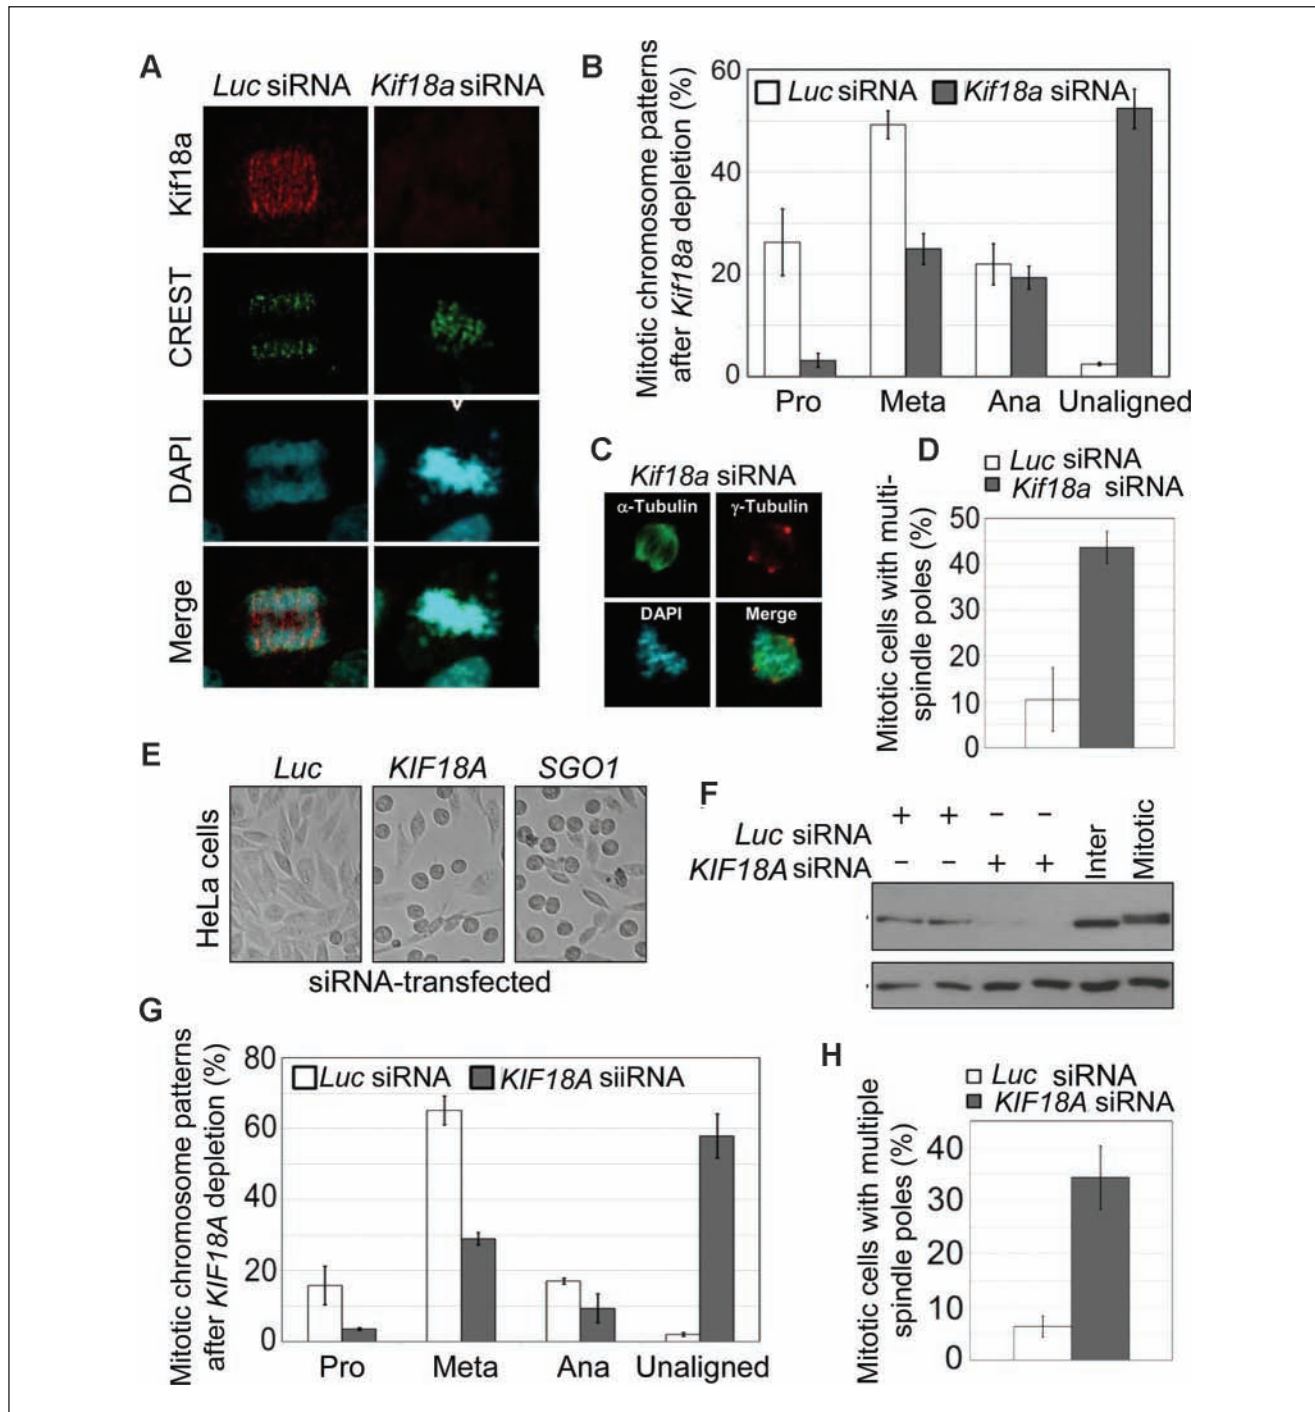 A
Luc siRNA
Kif18a siRNA
Kif18a
CREST
DAPI
Merge
B
Mitotic chromosome patterns
after Kif18a depletion (%)
Luc siRNA
Kif18a siRNA
60
40
20
0
Pro
Meta
Ana
Unaligned
C
Kif18a siRNA
α-Tubulin
γ-Tubulin
DAPI
Merge
D
Luc siRNA
Kif18a siRNA
Mitotic cells with multi-
spindle poles (%)
50
40
30
20
10
0
E
Luc
KIF18A
SGO1
HeLa cells
siRNA-transfected
F
Luc siRNA + + – –
KIF18A siRNA – – + +
Inter
Mitotic
G
Mitotic chromosome patterns
after KIF18A depletion (%)
Luc siRNA
KIF18A siiRNA
80
60
40
20
0
Pro
Meta
Ana
Unaligned
H
Luc siRNA
KIF18A siRNA
Mitotic cells with multiple
spindle poles (%)
40
30
20
10
0